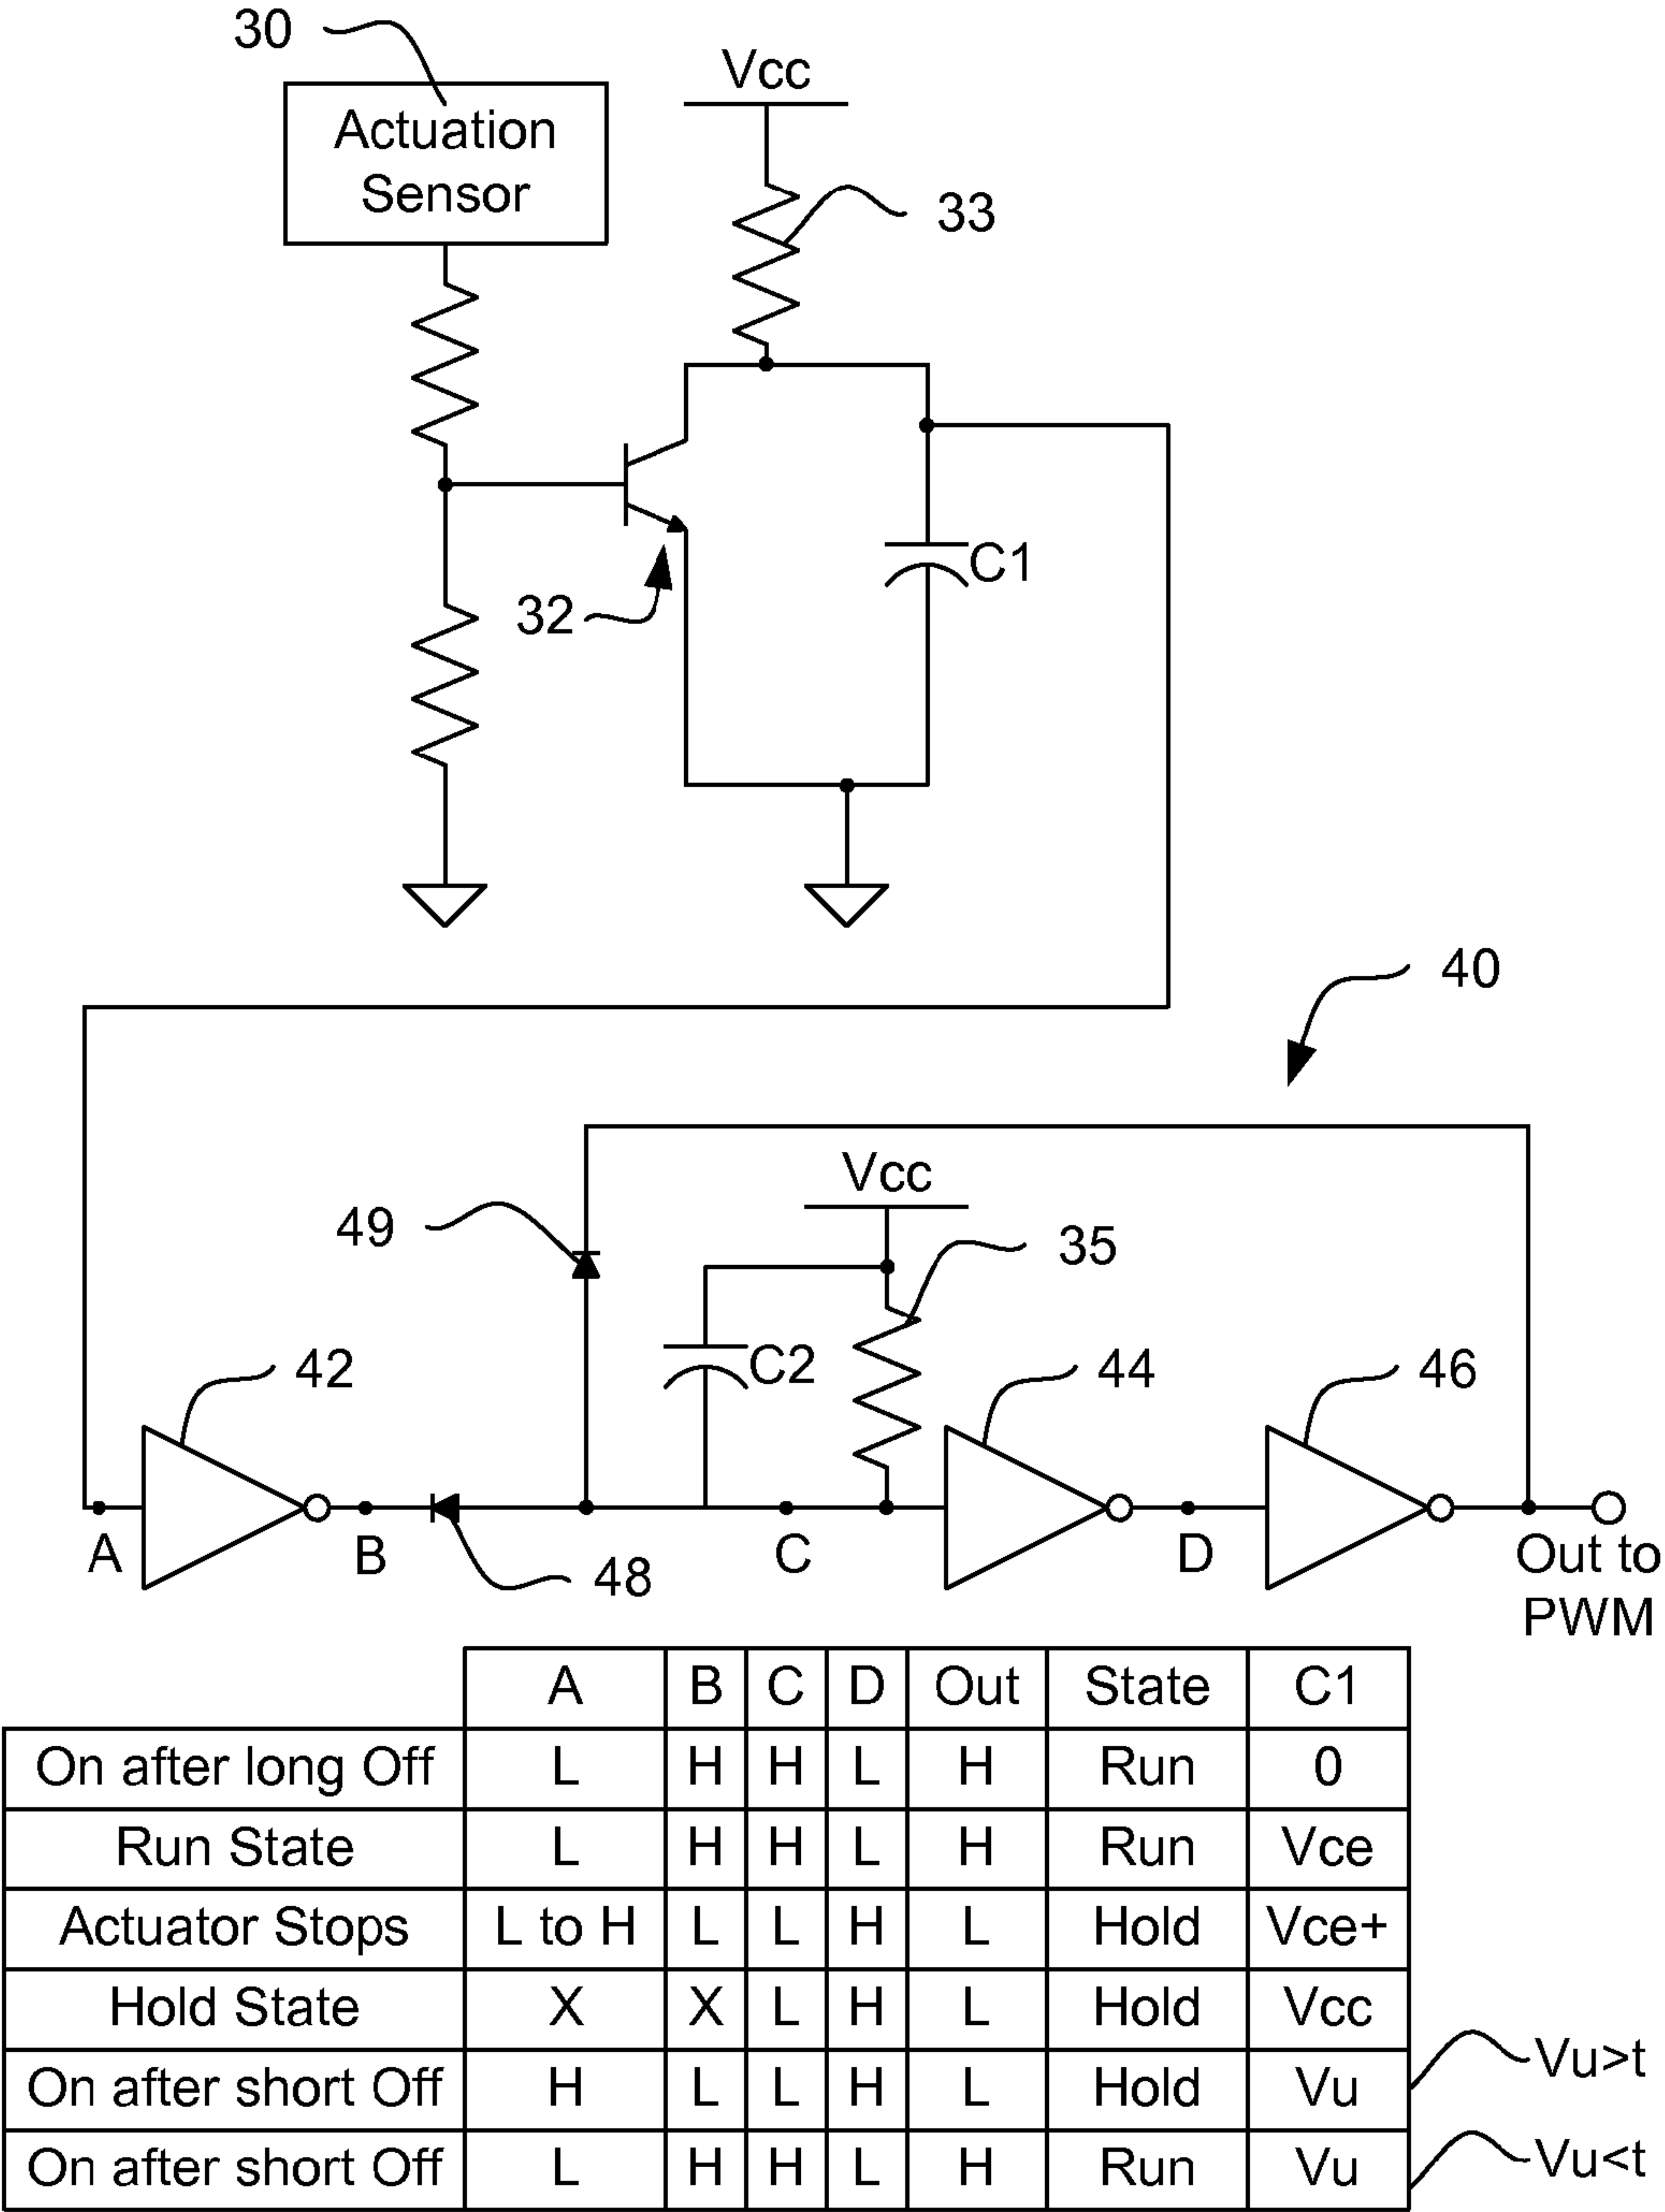 30
Actuation
Sensor
Vcc
33
32
C1
40
Vcc
49
35
42
C2
44
46
A
B
48
C
D
Out to
PWM
A B C D Out State C1
On after long Off L H H L H Run 0
Run State L H H L H Run Vce
Actuator Stops L to H L L H L Hold Vce+
Hold State X X L H L Hold Vcc
On after short Off H L L H L Hold Vu
Vu>t
On after short Off L H H L H Run Vu
Vu<t